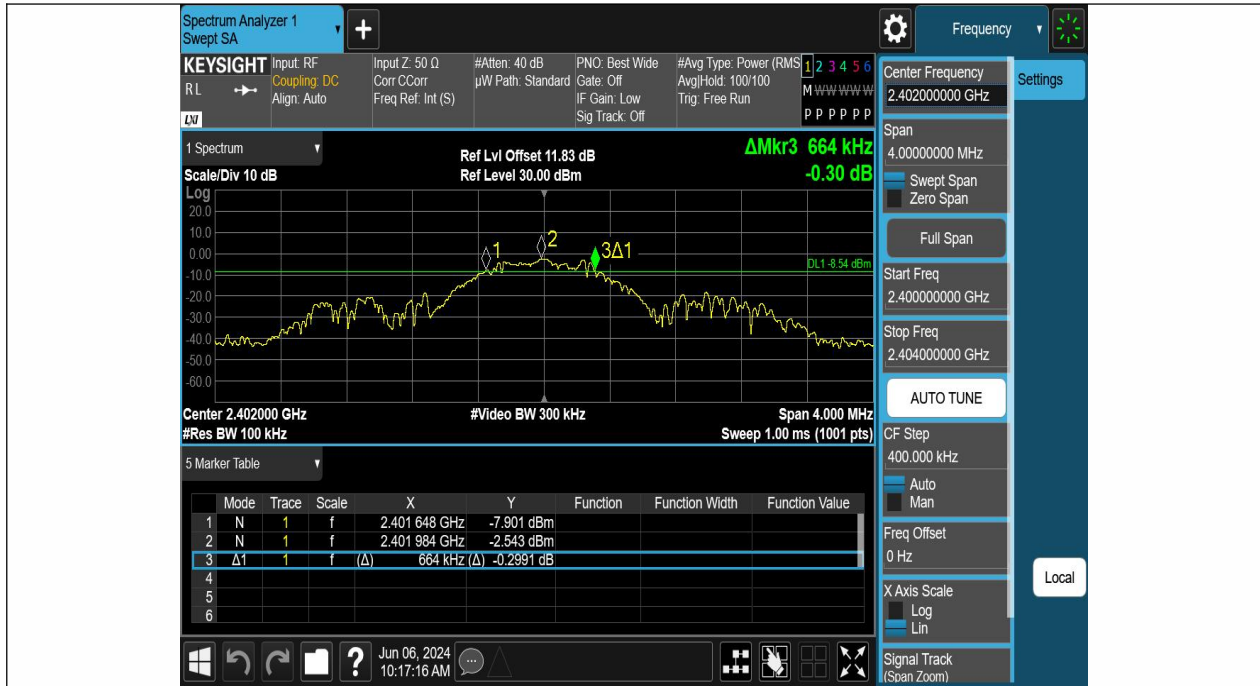 Spectrum Analyzer 1
Swept SA
+
Frequency
KEYSIGHT
RL
LXI
Input: RF
Coupling: DC
Align: Auto
Input Z: 50 Ω
Corr CCorr
Freq Ref: Int (S)
#Atten: 40 dB
µW Path: Standard
PNO: Best Wide
Gate: Off
IF Gain: Low
Sig Track: Off
#Avg Type: Power (RMS
Avg|Hold: 100/100
Trig: Free Run
1 2 3 4 5 6
M W W W W W
P P P P P P
1 Spectrum
Scale/Div 10 dB
Ref Lvl Offset 11.83 dB
Ref Level 30.00 dBm
ΔMkr3 664 kHz
-0.30 dB
Log
20.0
10.0
0.00
-10.0
-20.0
-30.0
-40.0
-50.0
-60.0
1
2
3Δ1
DL1 -8.54 dBm
Center 2.402000 GHz
#Video BW 300 kHz
Span 4.000 MHz
#Res BW 100 kHz
Sweep 1.00 ms (1001 pts)
5 Marker Table
Mode Trace Scale X Y Function Function Width Function Value
1 N 1 f 2.401 648 GHz -7.901 dBm
2 N 1 f 2.401 984 GHz -2.543 dBm
3 Δ1 1 f (Δ) 664 kHz (Δ) -0.2991 dB
4
5
6
Jun 06, 2024
10:17:16 AM
?
Center Frequency
2.402000000 GHz
Settings
Span
4.00000000 MHz
Swept Span
Zero Span
Full Span
Start Freq
2.400000000 GHz
Stop Freq
2.404000000 GHz
AUTO TUNE
CF Step
400.000 kHz
Auto
Man
Freq Offset
0 Hz
X Axis Scale
Log
Lin
Local
Signal Track
(Span Zoom)